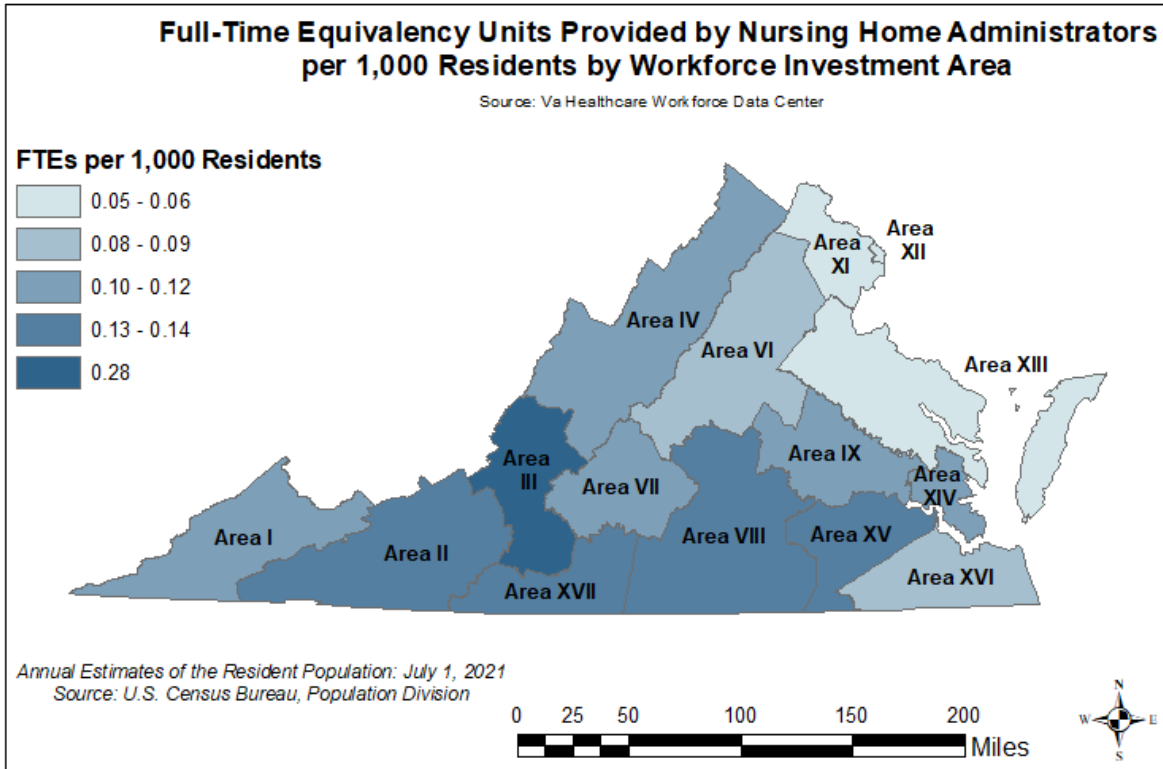 Full-Time Equivalency Units Provided by Nursing Home Administrators
per 1,000 Residents by Workforce Investment Area
Source: Va Healthcare Workforce Data Center
FTEs per 1,000 Residents
0.05 - 0.06
0.08 - 0.09
0.10 - 0.12
0.13 - 0.14
0.28
Area
XII
Area
XI
Area IV
Area VI
Area XIII
Area
III
Area IX
Area VII
Area
XIV
Area I
Area II
Area VIII
Area XV
Area XVI
Area XVII
Annual Estimates of the Resident Population: July 1, 2021
Source: U.S. Census Bureau, Population Division
0 25 50 100 150 200
Miles
N
W E
S